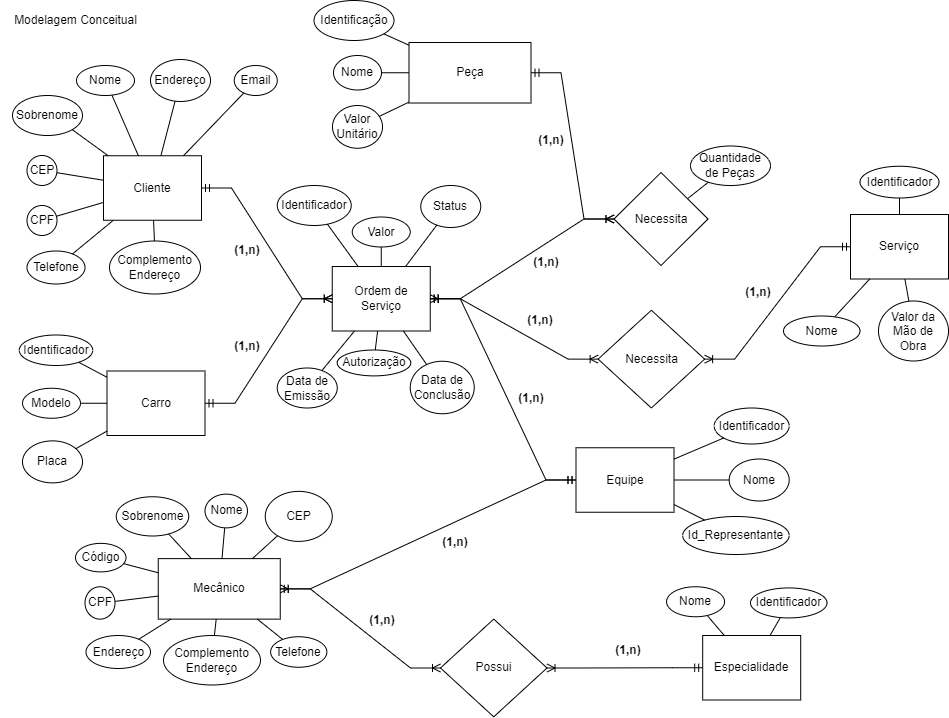 Modelagem Conceitual
Identificação
Nome
Valor
Unitário
Peça
(1,n)
Quantidade
de Peças
Necessita
Nome
Endereço
Email
Sobrenome
CEP
CPF
Telefone
Complemento
Endereço
Cliente
(1,n)
Identificador
Valor
Status
Ordem de
Serviço
Data de
Emissão
Autorização
Data de
Conclusão
(1,n)
(1,n)
Necessita
(1,n)
Identificador
Serviço
Nome
Valor da
Mão de
Obra
Identificador
Modelo
Placa
Carro
(1,n)
(1,n)
Equipe
Identificador
Nome
Id_Representante
(1,n)
Sobrenome
Nome
CEP
Código
CPF
Endereço
Complemento
Endereço
Telefone
Mecânico
(1,n)
Possui
(1,n)
Nome
Identificador
Especialidade